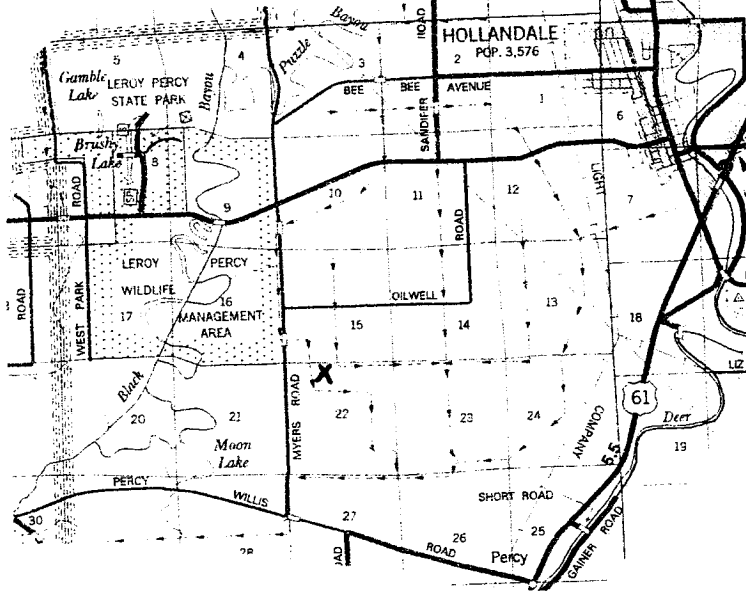 Bayou
ROAD
HOLLANDALE
POP. 3,576
5
4
Puzzle
3
2
Gamble
Lake
LEROY PERCY
STATE PARK
Bayou
BEE BEE AVENUE
1
SANDIFER
6
Brushy
Lake
8
ROAD
9
10
11
12
LIGHT
7
ROAD
LEROY PERCY
WILDLIFE
MANAGEMENT
AREA
17
16
OILWELL
13
15
14
18
ROAD
WEST PARK
X
LIZ
Black
MYERS ROAD
61
20
21
22
23
24
COMPANY
Deer
19
Moon
Lake
5.5
PERCY
WILLIS
SHORT ROAD
30
27
25
26
ROAD
Percy
GAINER ROAD
28